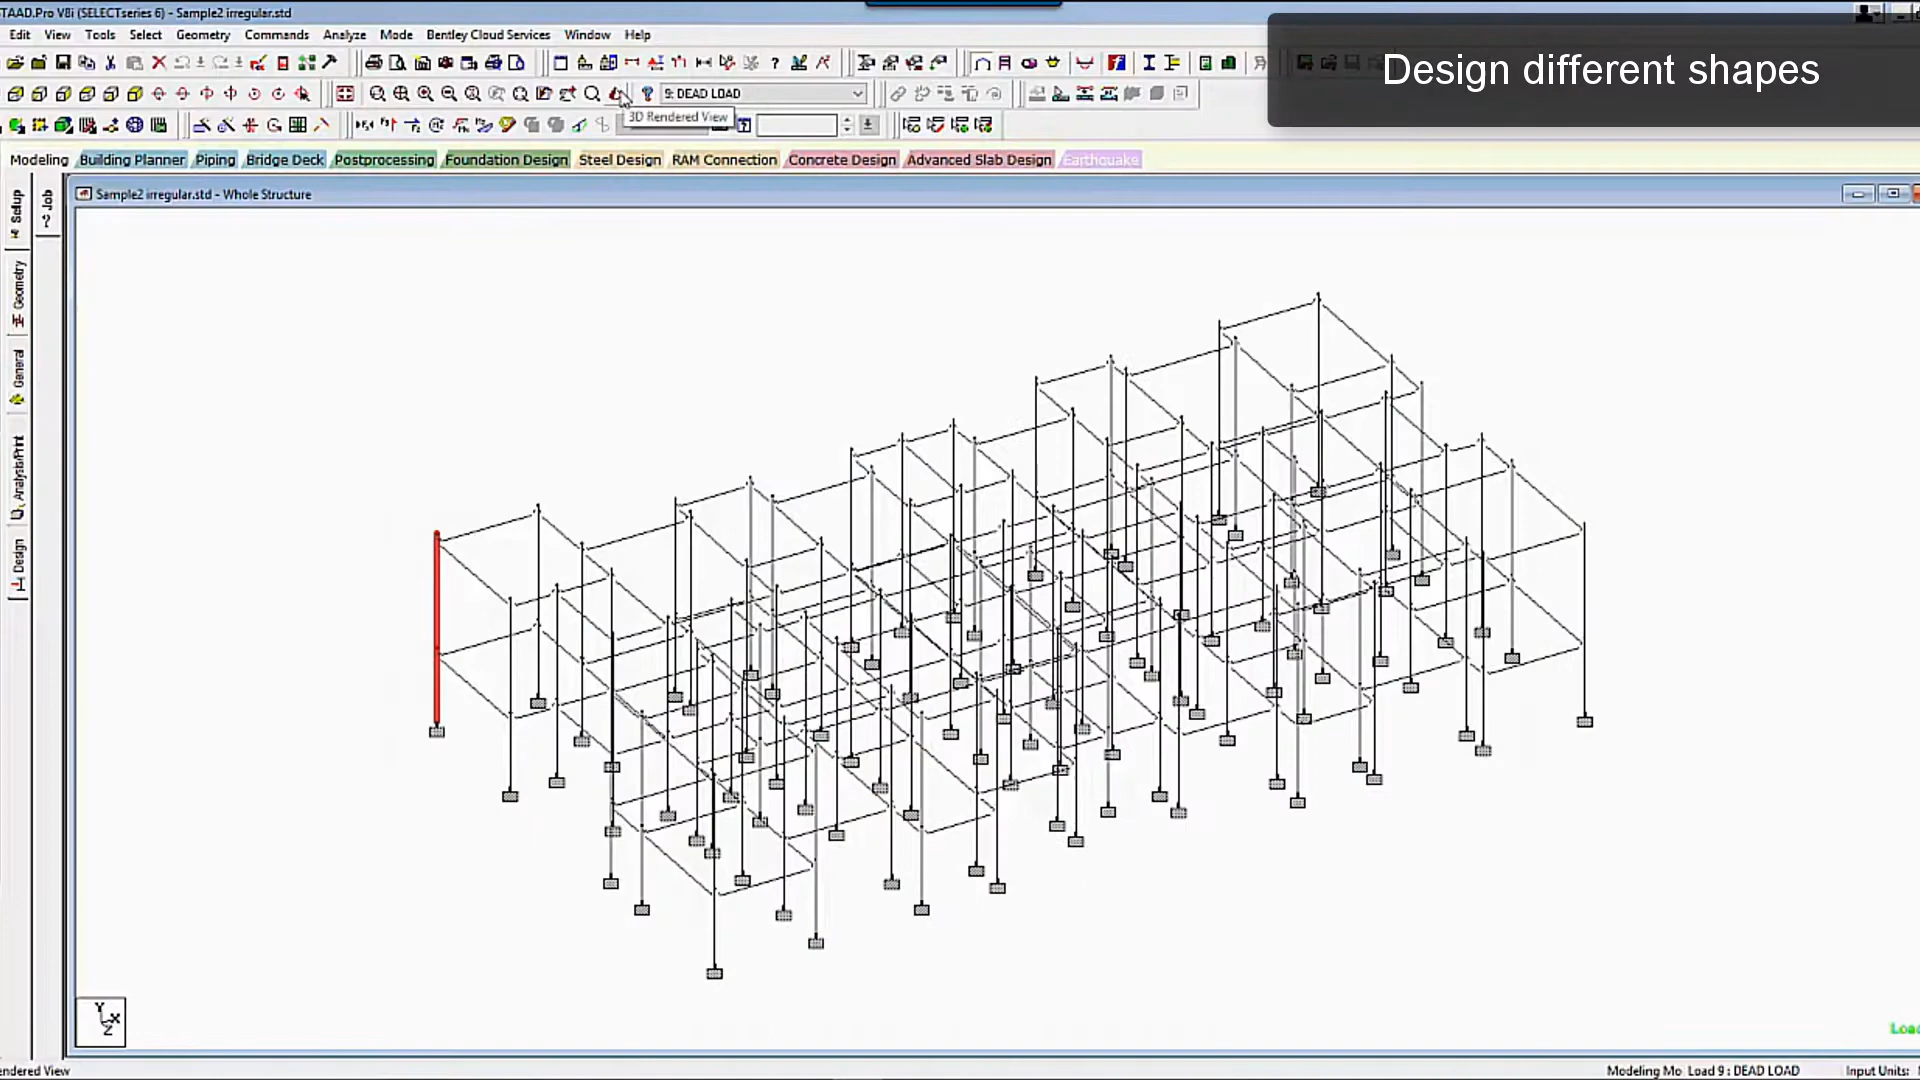 STAAD.Pro V8i (SELECTseries 6) - Sample2 irregular.std
Edit View Tools Select Geometry Commands Analyze Mode Bentley Cloud Services Window Help
Design different shapes
9: DEAD LOAD
3D Rendered View
Modeling Building Planner Piping Bridge Deck Postprocessing Foundation Design Steel Design RAM Connection Concrete Design Advanced Slab Design Earthquake
Sample2 irregular.std - Whole Structure
Setup
Job
Geometry
General
Analysis/Print
Design
Y
X
Z
Load
endered View
Modeling Mo Load 9 : DEAD LOAD
Input Units: